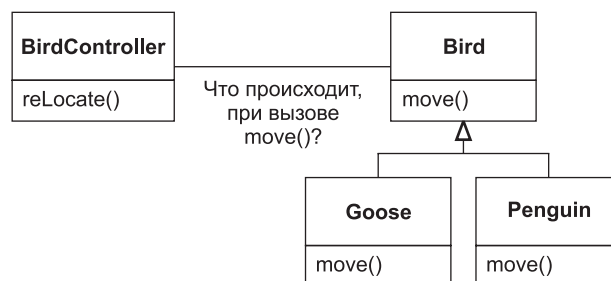 BirdController
reLocate()
Что происходит,
при вызове
move()?
Bird
move()
Goose
move()
Penguin
move()